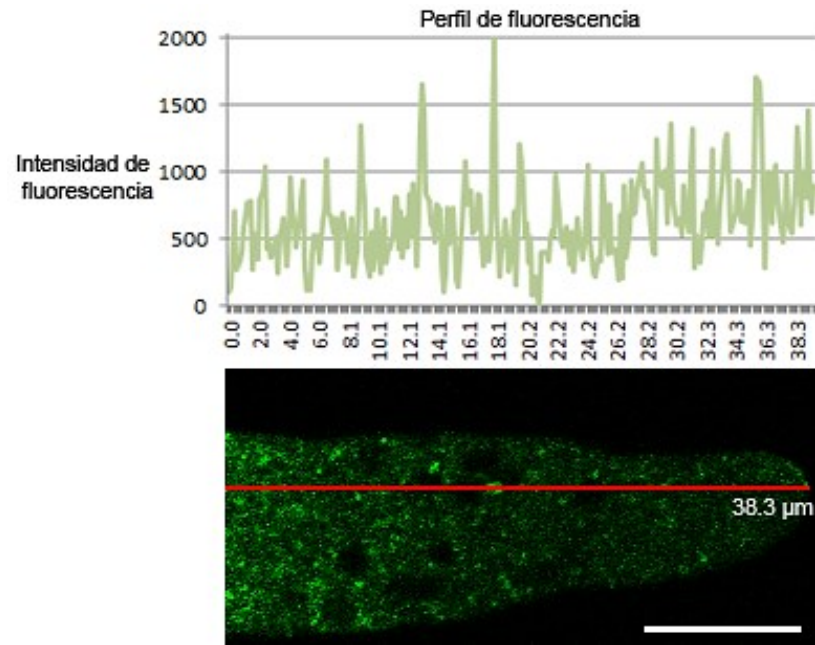 Perfil de fluorescencia
2000
1500
1000
500
0
Intensidad de
fluorescencia
0.0 2.0 4.0 6.0 8.1 10.1 12.1 14.1 16.1 18.1 20.2 22.2 24.2 26.2 28.2 30.2 32.3 34.3 36.3 38.3
38.3 µm